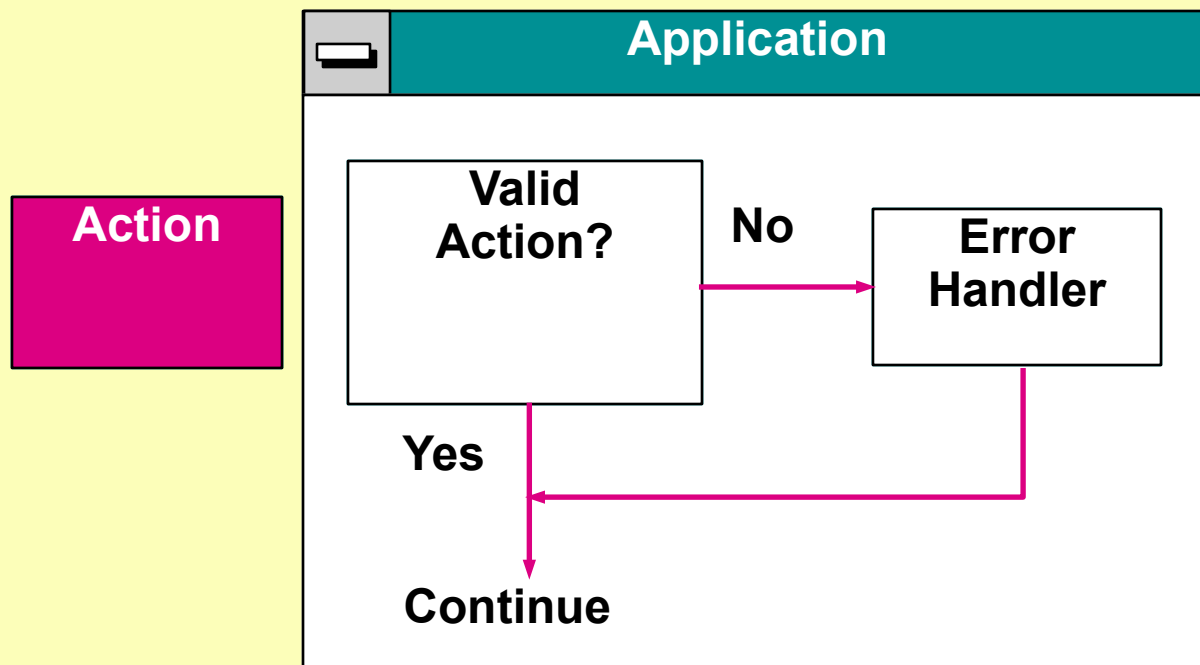 Application
Action
Valid
Action?
No
Error
Handler
Yes
Continue